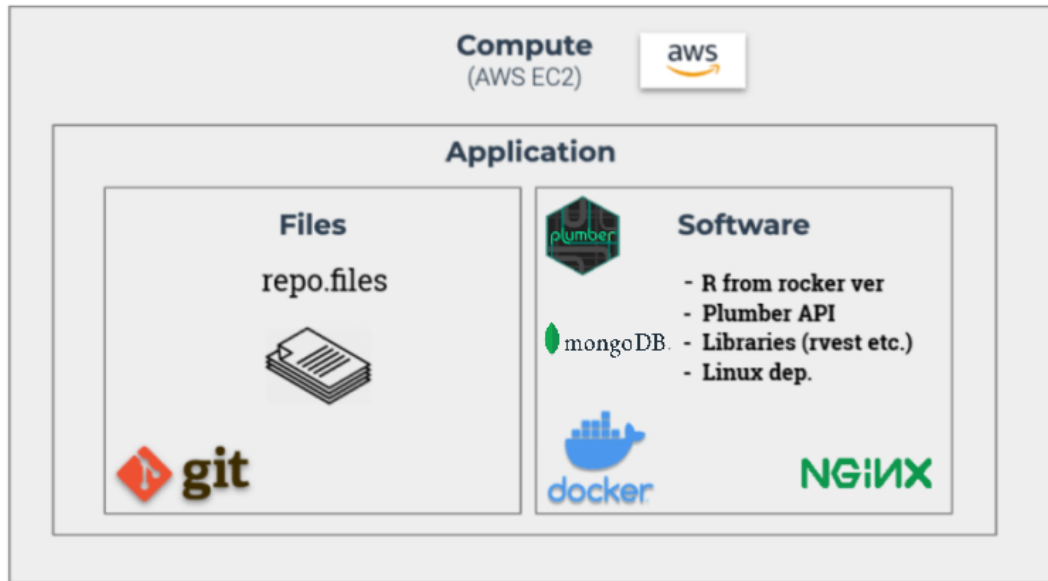 Compute
(AWS EC2)
aws
Application
Files
repo.files
git
plumber
Software
- R from rocker ver
- Plumber API
- Libraries (rvest etc.)
- Linux dep.
mongoDB.
docker
NGINX